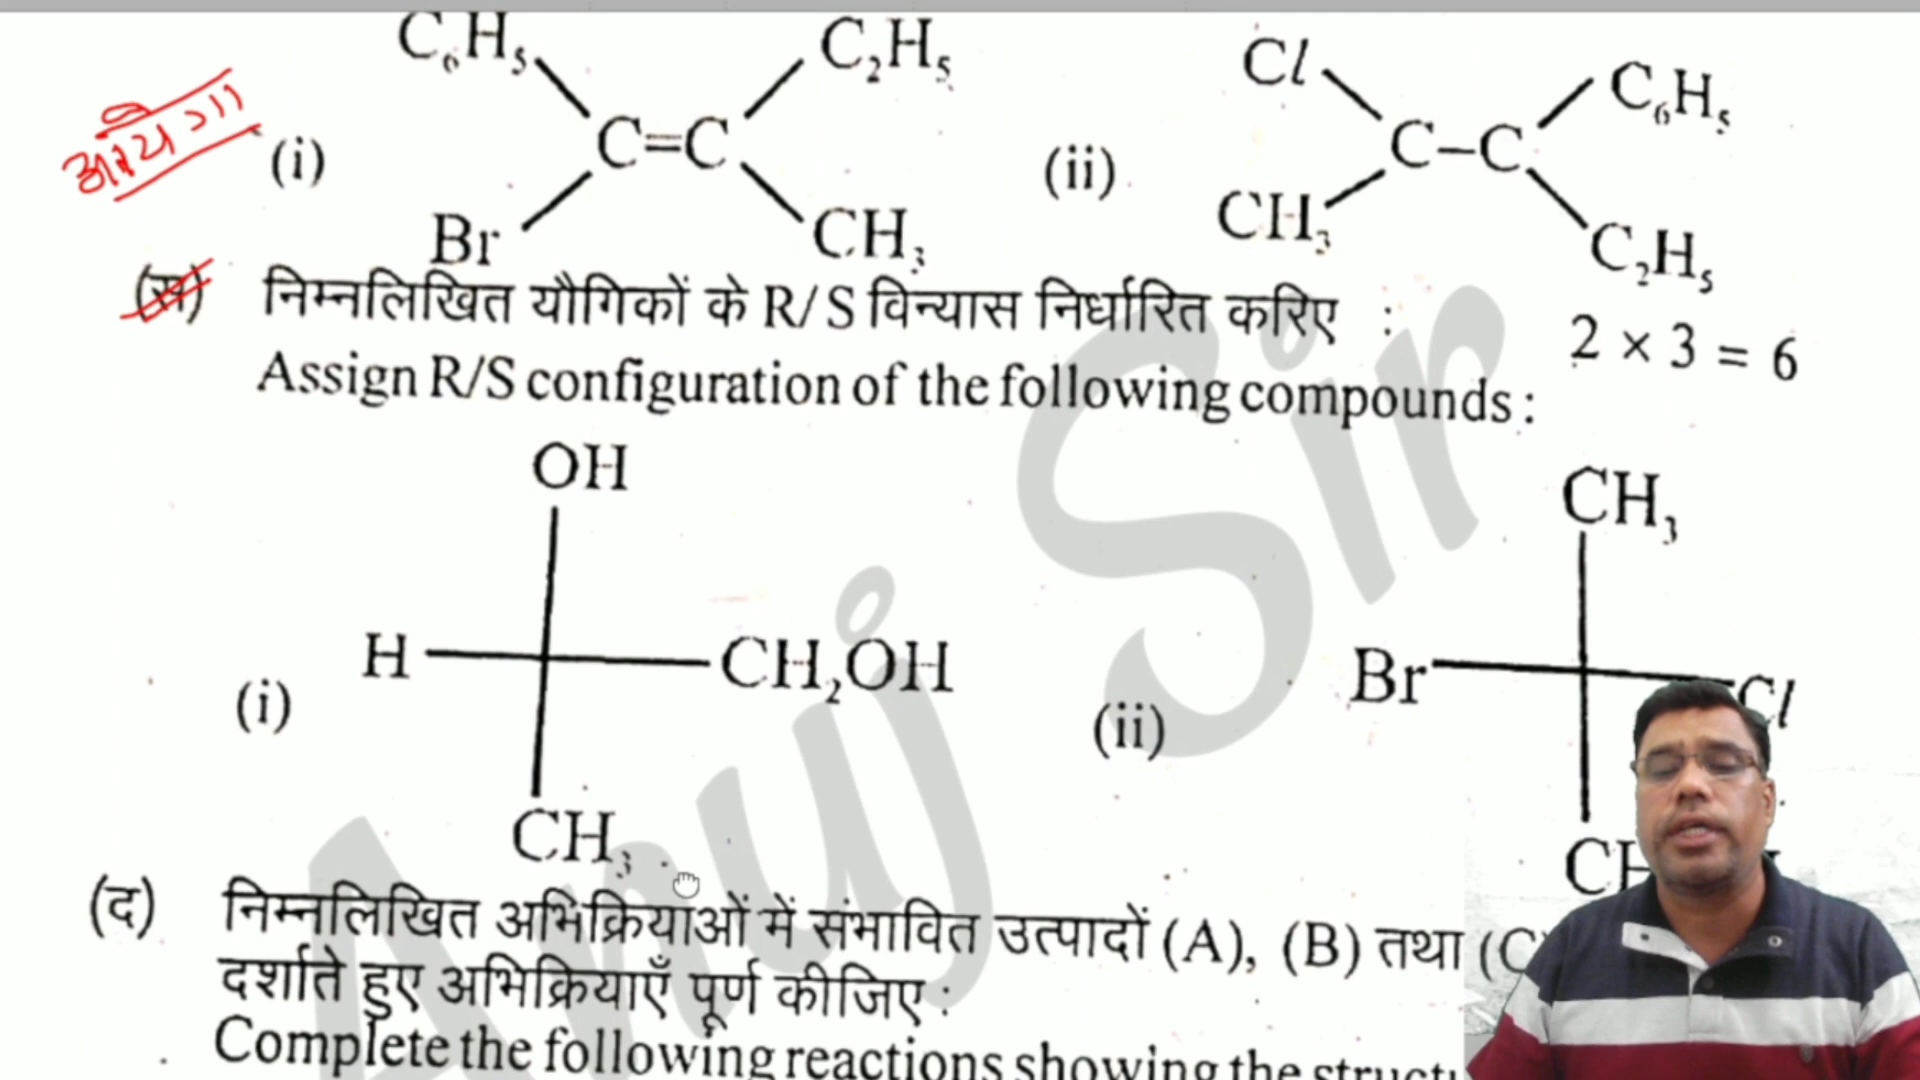 C₆H₅ C₂H₅ Cl C₆H₅
(i) C=C (ii) C–C
Br CH₃ CH₃ C₂H₅
(स) निम्नलिखित यौगिकों के R/S विन्यास निर्धारित करिए : 2 × 3 = 6
Assign R/S configuration of the following compounds :
OH CH₃
(i) H CH₂OH (ii) Br Cl
CH₃
(द) निम्नलिखित अभिक्रियाओं में संभावित उत्पादों (A), (B) तथा (C
दर्शाते हुए अभिक्रियाएँ पूर्ण कीजिए :
Complete the following reactions showing the
Anuj Sir